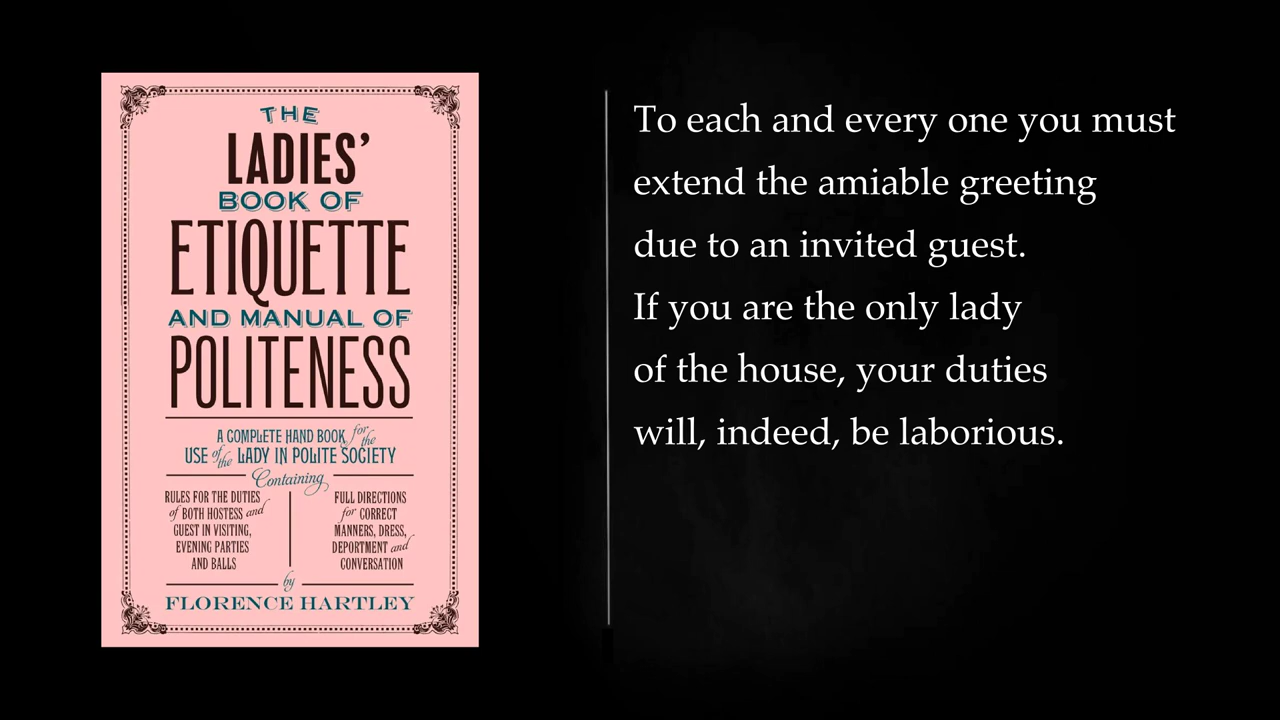 THE
LADIES'
BOOK OF
ETIQUETTE
AND MANUAL OF
POLITENESS
A COMPLETE HAND BOOK for the
USE of the LADY IN POLITE SOCIETY
Containing
RULES FOR THE DUTIES
of BOTH HOSTESS and
GUEST IN VISITING,
EVENING PARTIES
AND BALLS
FULL DIRECTIONS
for CORRECT
MANNERS, DRESS,
DEPORTMENT and
CONVERSATION
by
FLORENCE HARTLEY
To each and every one you must
extend the amiable greeting
due to an invited guest.
If you are the only lady
of the house, your duties
will, indeed, be laborious.